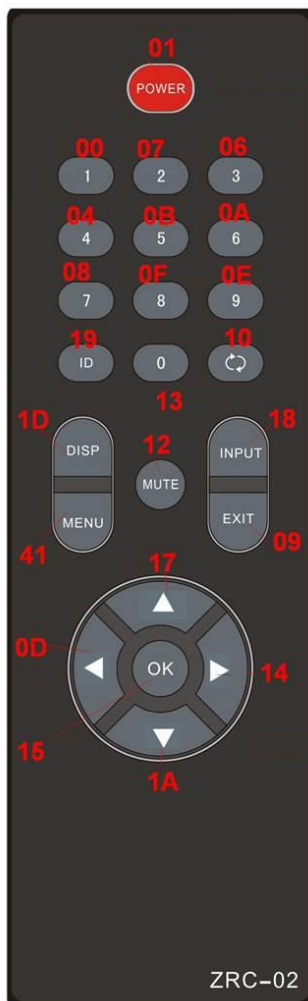 01
POWER
00 07 06
1 2 3
04 0B 0A
4 5 6
08 0F 0E
7 8 9
19 10
ID 0
13
1D 12 18
DISP MUTE INPUT
MENU EXIT
41 09
17
0D OK 14
15
1A
ZRC-02